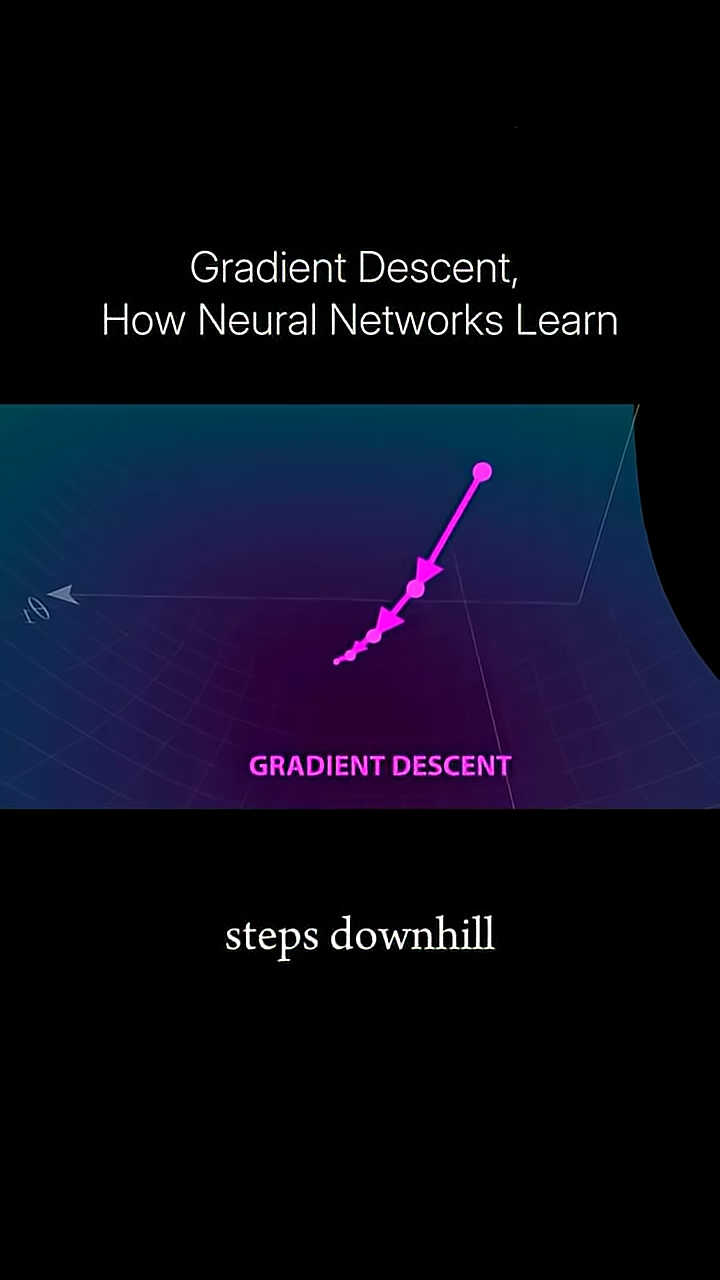 Gradient Descent,
How Neural Networks Learn
GRADIENT DESCENT
steps downhill